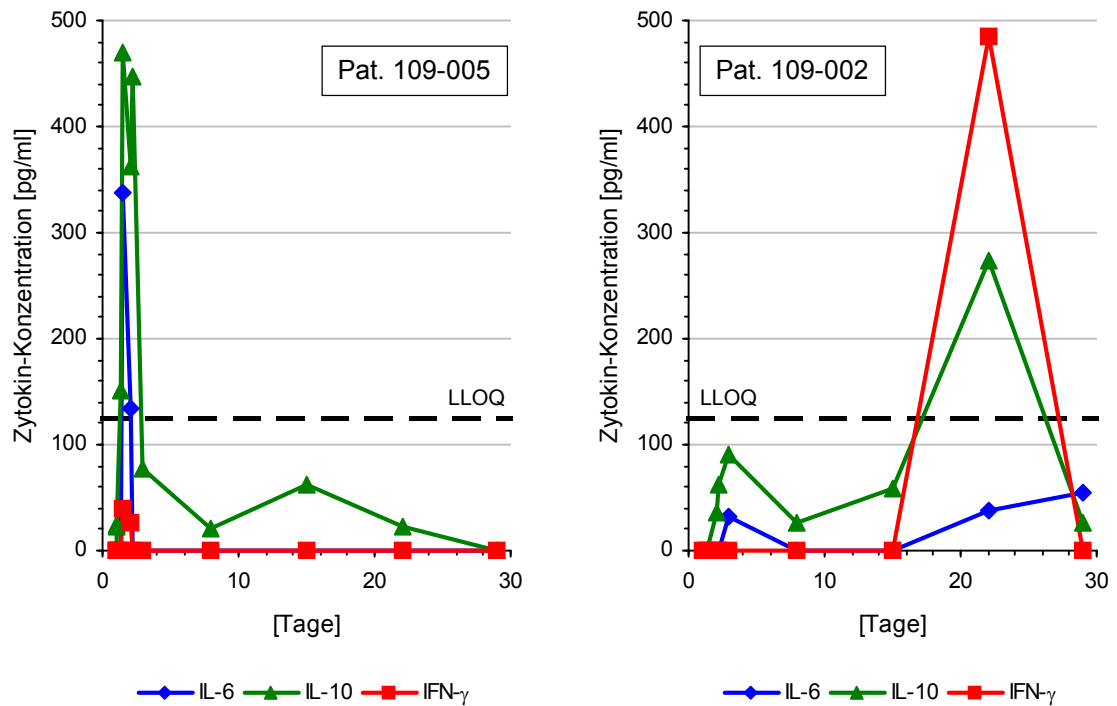 Zytokin-Konzentration [pg/ml]
500
400
300
200
100
0
Pat. 109-005
LLOQ
0 10 20 30
[Tage]
IL-6 IL-10 IFN-γ
Zytokin-Konzentration [pg/ml]
500
400
300
200
100
0
Pat. 109-002
LLOQ
0 10 20 30
[Tage]
IL-6 IL-10 IFN-γ